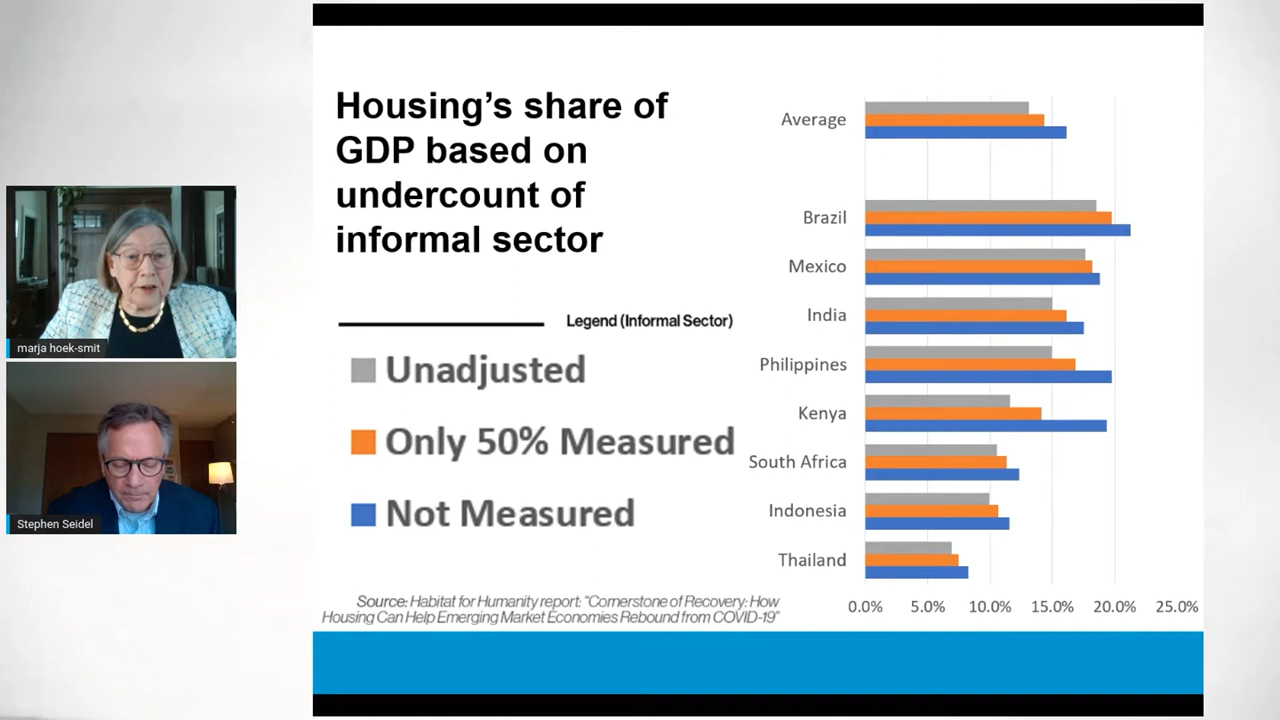 Housing’s share of
GDP based on
undercount of
informal sector
Legend (Informal Sector)
Unadjusted
Only 50% Measured
Not Measured
Source: Habitat for Humanity report: “Cornerstone of Recovery: How
Housing Can Help Emerging Market Economies Rebound from COVID-19”
Average
Brazil
Mexico
India
Philippines
Kenya
South Africa
Indonesia
Thailand
0.0% 5.0% 10.0% 15.0% 20.0% 25.0%
marja hoek-smit
Stephen Seidel